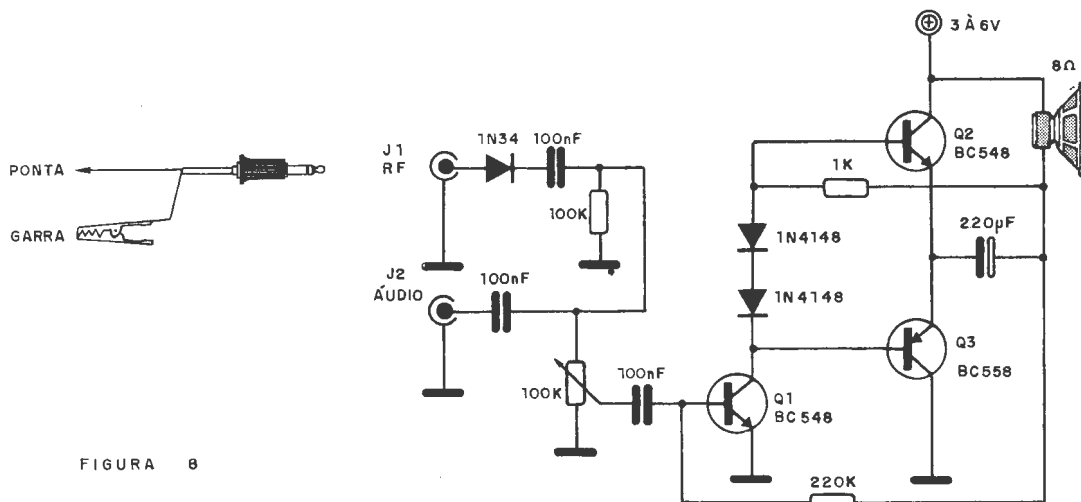 3 À 6V
8Ω
PONTA
GARRA
J1
RF
1N34
100nF
100K
J2
ÁUDIO
100nF
100K
100nF
1K
Q2
BC548
1N4148
1N4148
220µF
Q3
BC558
Q1
BC548
220K
FIGURA 8